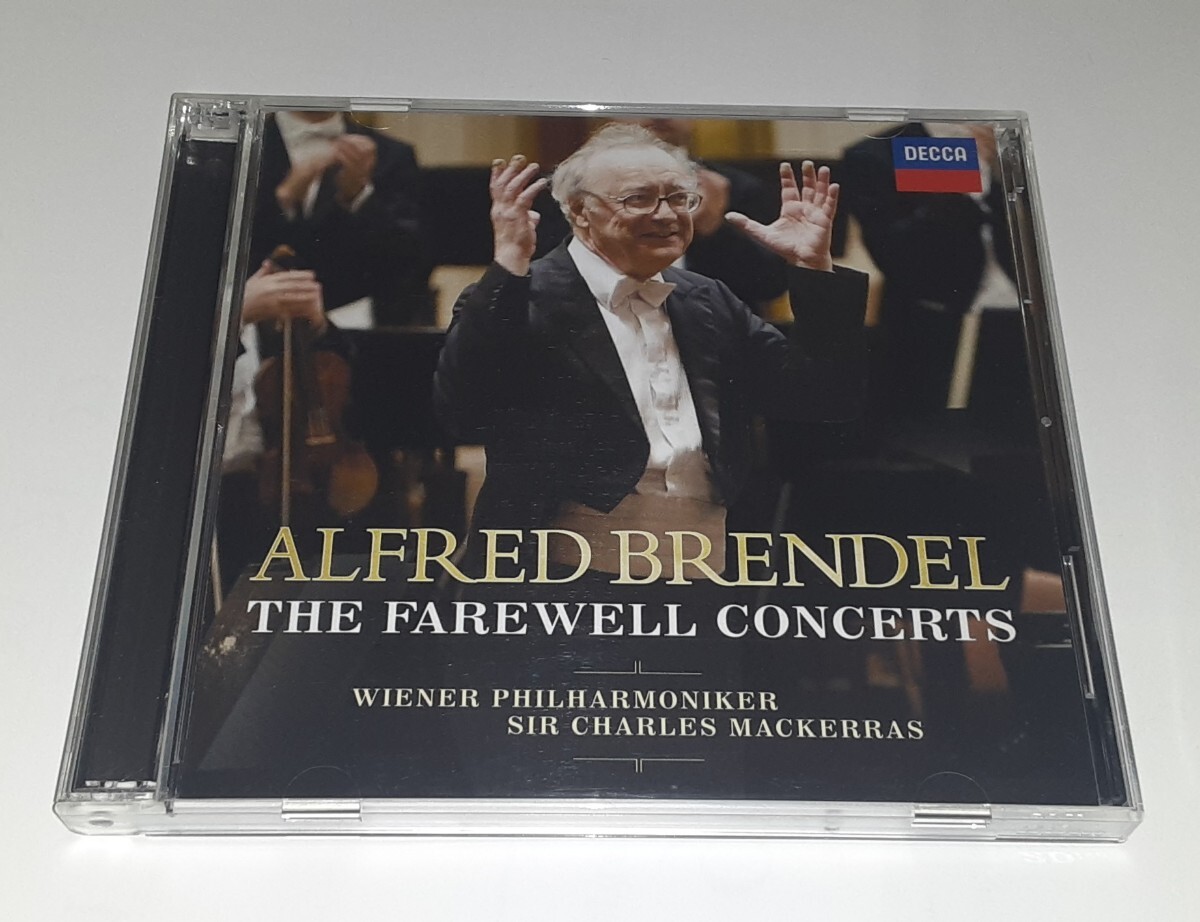 DECCA
ALFRED BRENDEL
THE FAREWELL CONCERTS
WIENER PHILHARMONIKER
SIR CHARLES MACKERRAS